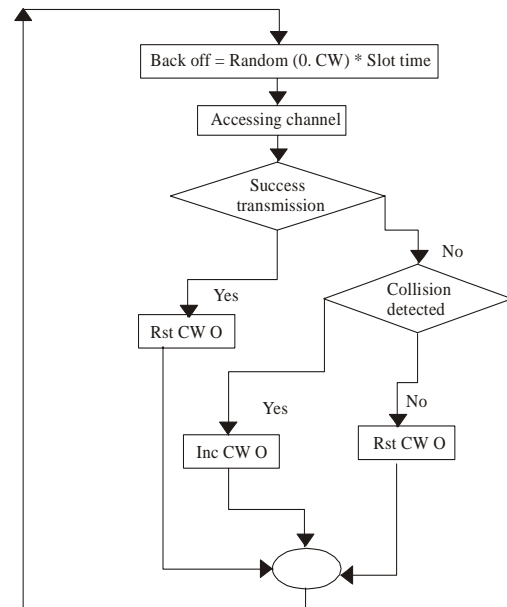 Back off = Random (0. CW) * Slot time
Accessing channel
Success
transmission
No
Collision
detected
Yes
Rst CW O
Yes
No
Inc CW O
Rst CW O